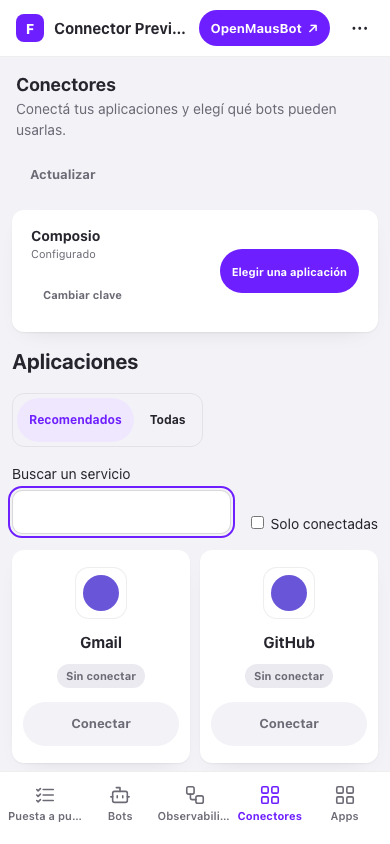 F
Connector Previ...
OpenMausBot
Conectores
Conectá tus aplicaciones y elegí qué bots pueden
usarlas.
Actualizar
Composio
Configurado
Cambiar clave
Elegir una aplicación
Aplicaciones
Recomendados
Todas
Buscar un servicio
Solo conectadas
Gmail
Sin conectar
Conectar
GitHub
Sin conectar
Conectar
Puesta a pu...
Bots
Observabili...
Conectores
Apps